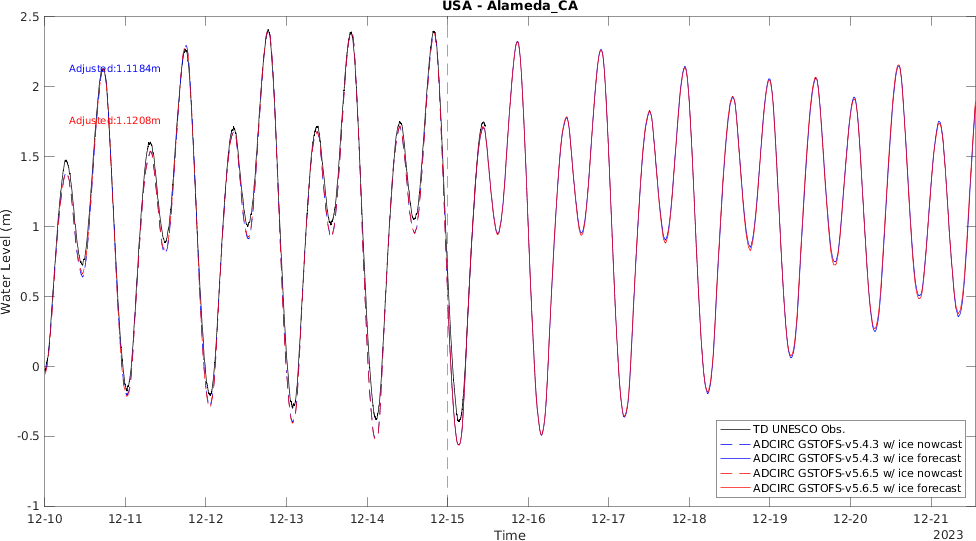 USA - Alameda_CA
2.5
2
1.5
1
0.5
0
-0.5
-1
Water Level (m)
Adjusted:1.1184m
Adjusted:1.1208m
TD UNESCO Obs.
ADCIRC GSTOFS-v5.4.3 w/ ice nowcast
ADCIRC GSTOFS-v5.4.3 w/ ice forecast
ADCIRC GSTOFS-v5.6.5 w/ ice nowcast
ADCIRC GSTOFS-v5.6.5 w/ ice forecast
12-10 12-11 12-12 12-13 12-14 12-15 12-16 12-17 12-18 12-19 12-20 12-21
Time
2023